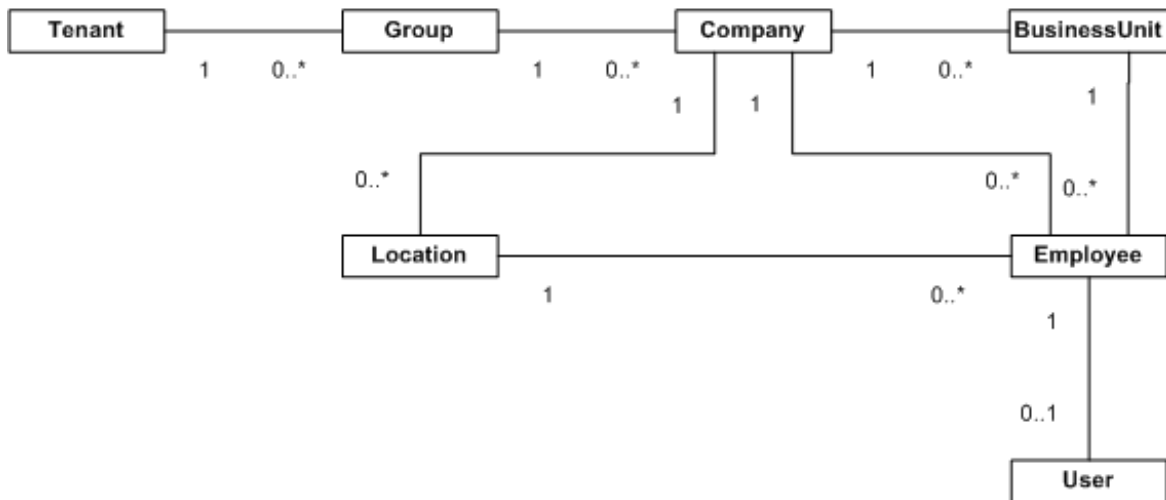 Tenant Group Company BusinessUnit
1 0..* 1 0..* 1 0..*
1 1 1
0..* 0..* 0..*
Location Employee
1 0..*
1
0..1
User